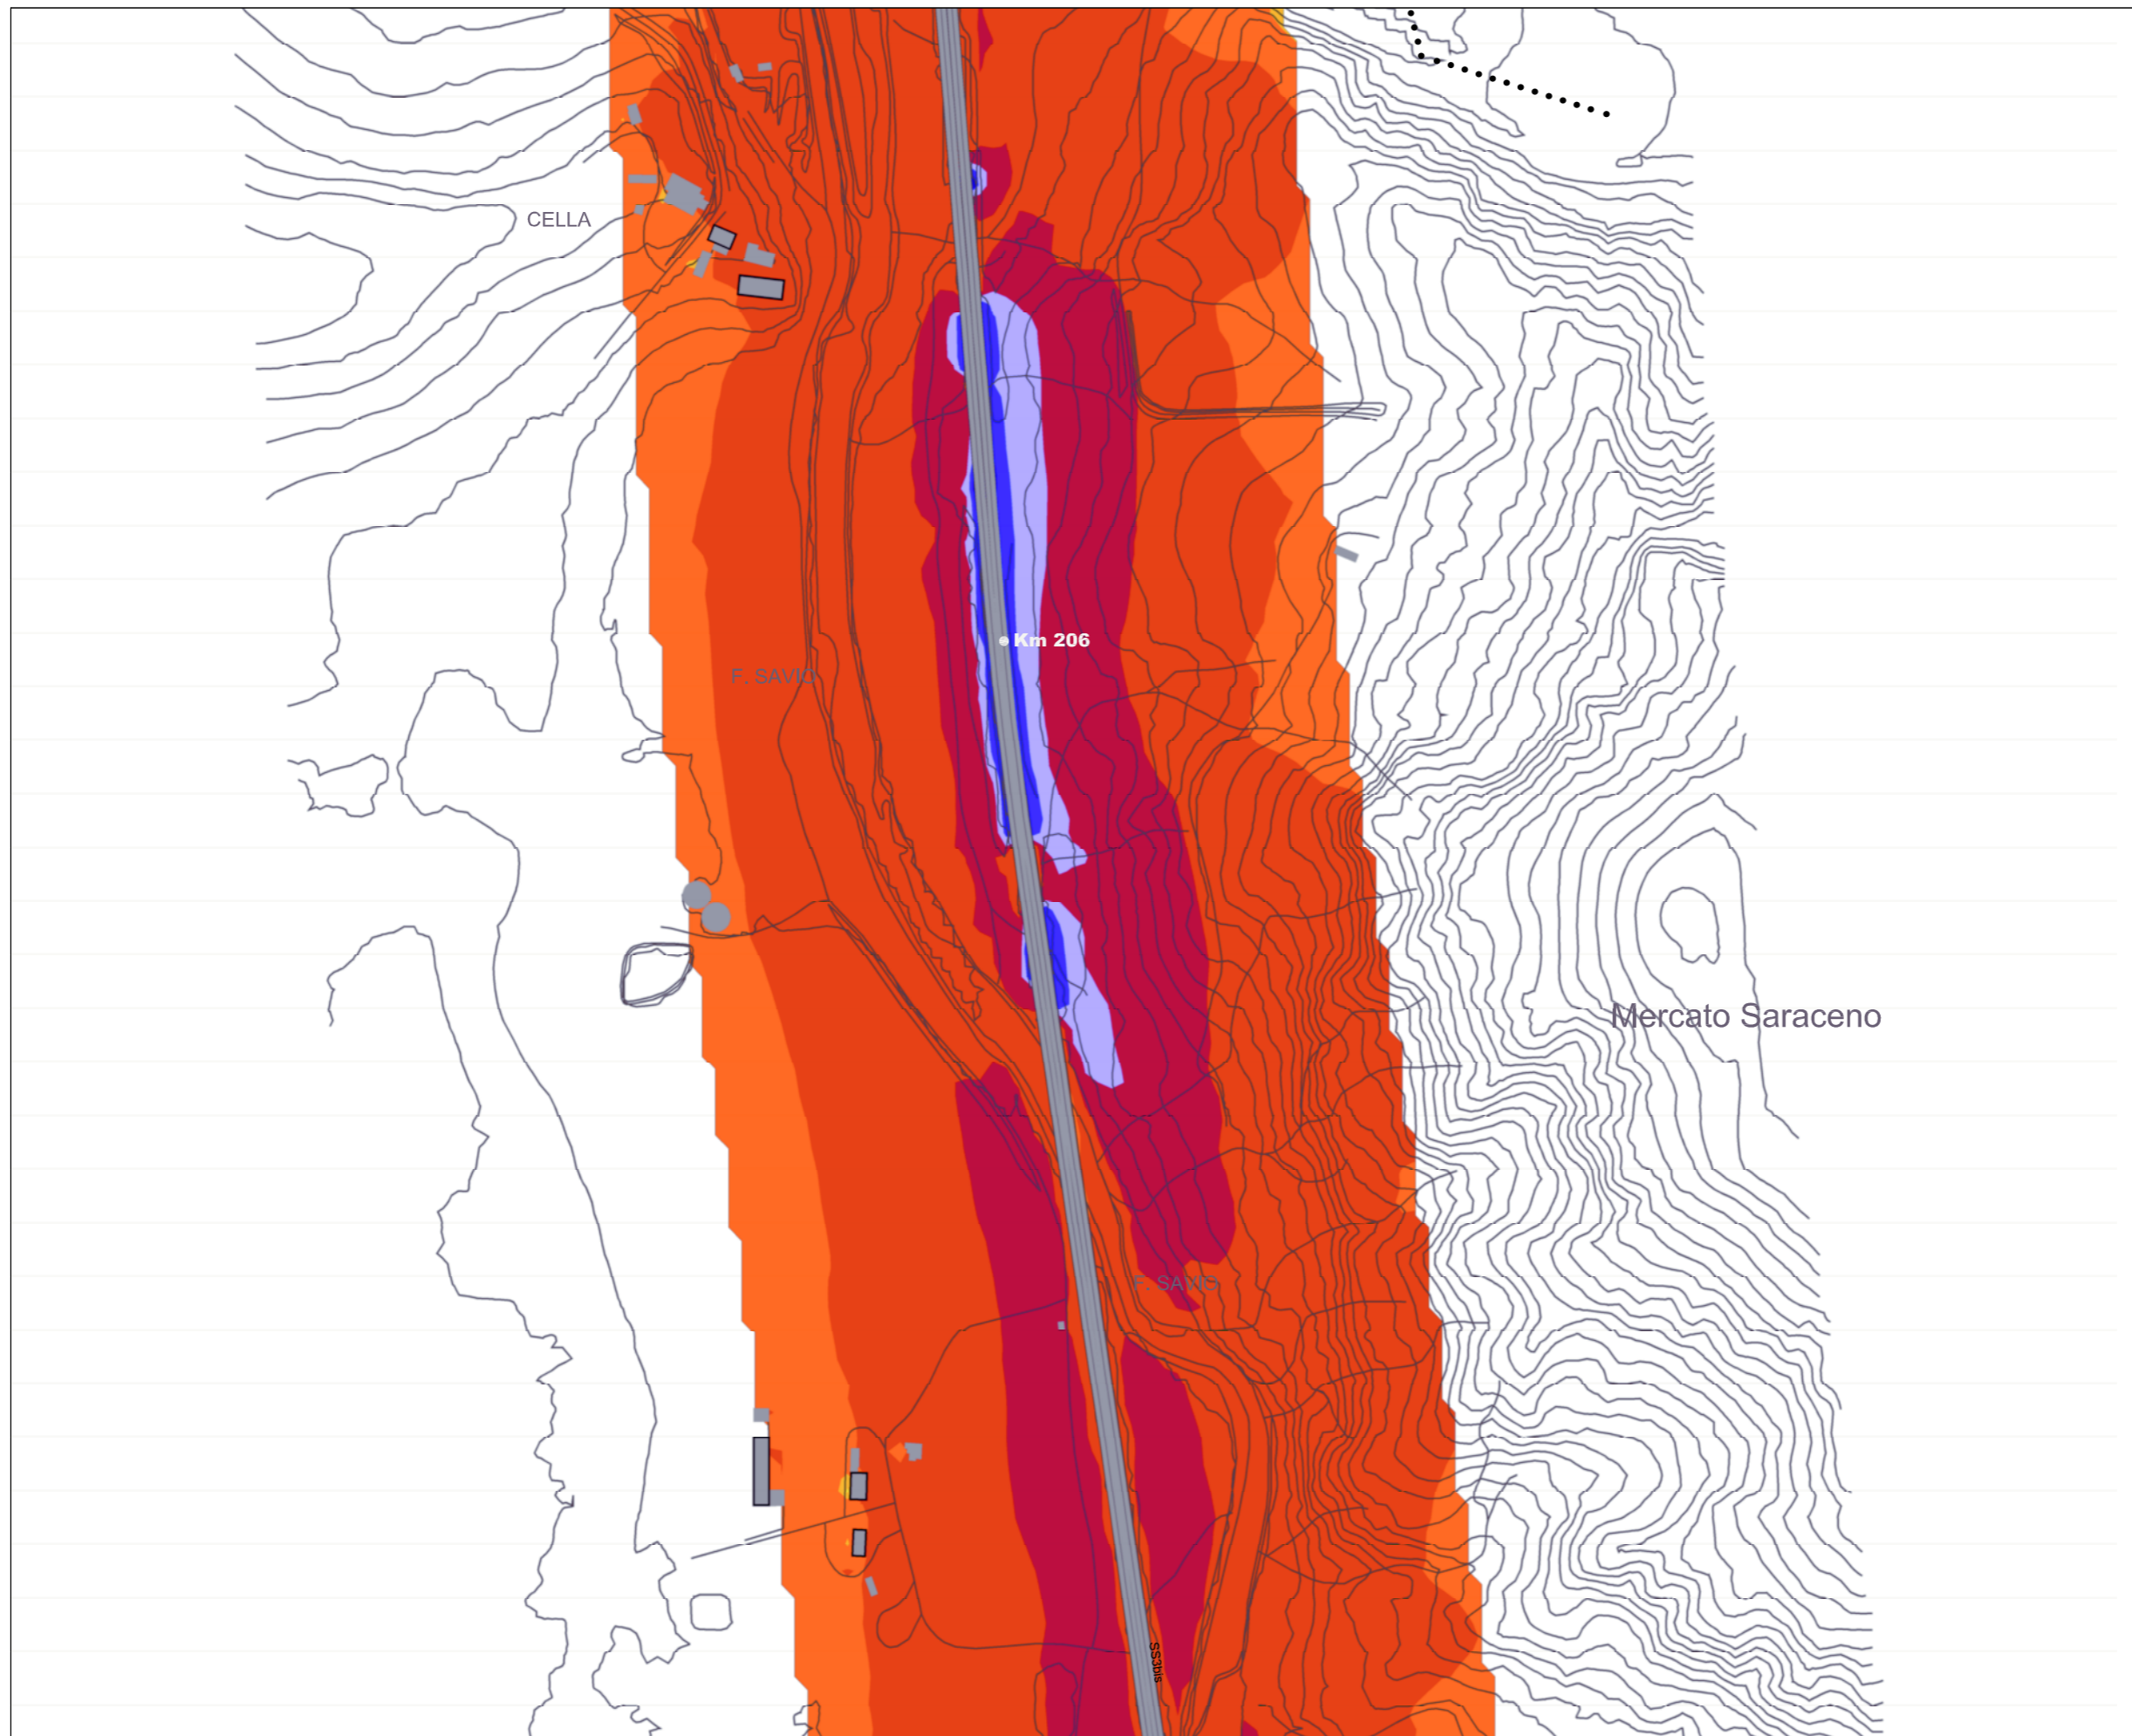 CELLA
Km 206
F. SAVIO
Mercato Saraceno
F. SAVIO
SS3bis